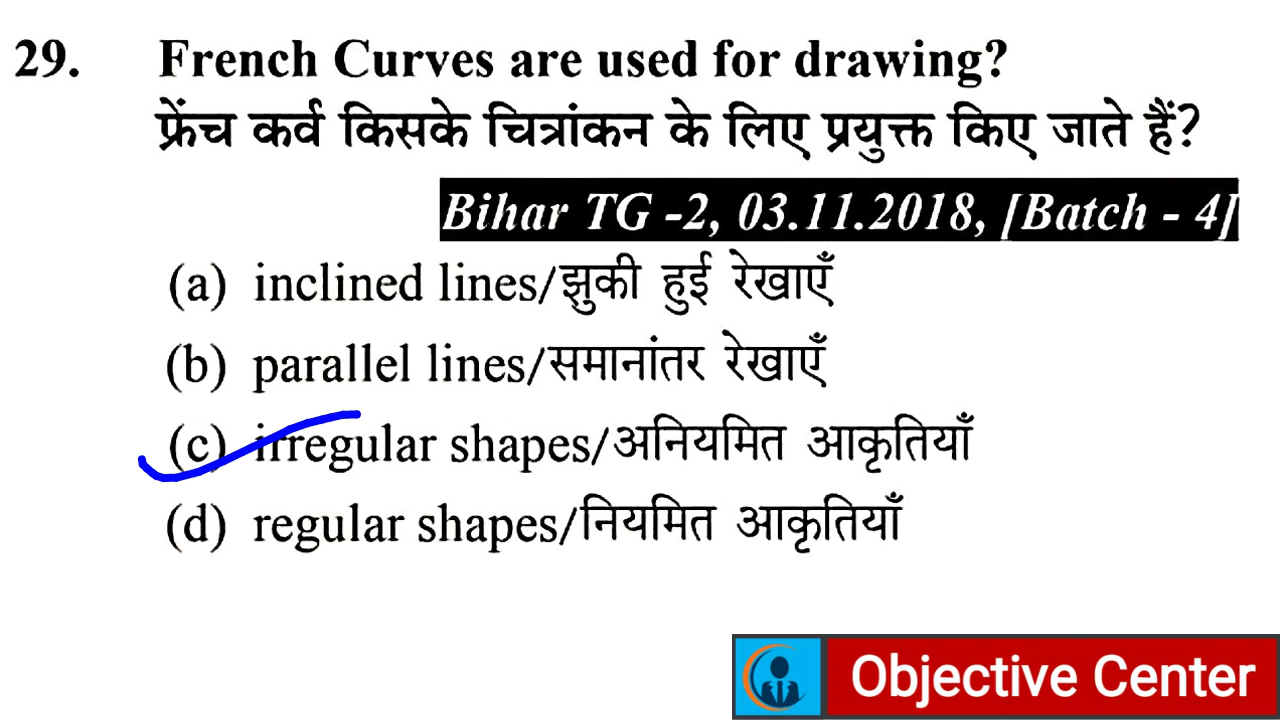 29. French Curves are used for drawing?
फ्रेंच कर्व किसके चित्रांकन के लिए प्रयुक्त किए जाते हैं?
Bihar TG -2, 03.11.2018, [Batch - 4]
(a) inclined lines/झुकी हुई रेखाएँ
(b) parallel lines/समानांतर रेखाएँ
(c) irregular shapes/अनियमित आकृतियाँ
(d) regular shapes/नियमित आकृतियाँ
Objective Center